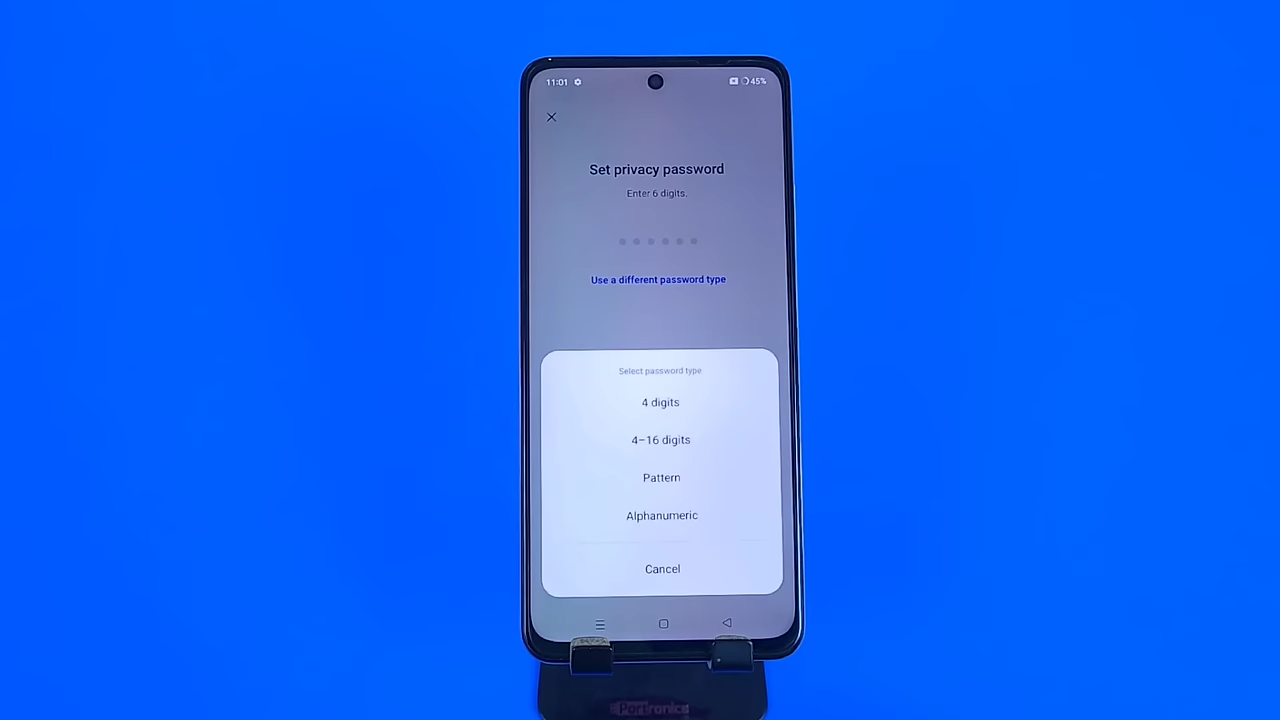 11:01
45%
Set privacy password
Enter 6 digits.
Use a different password type
Select password type
4 digits
4–16 digits
Pattern
Alphanumeric
Cancel
Portronics